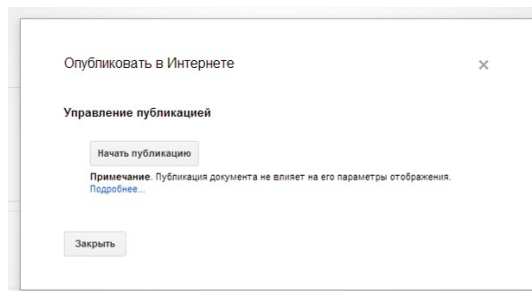 Опубликовать в Интернете
Управление публикацией
Начать публикацию
Примечание. Публикация документа не влияет на его параметры отображения.
Подробнее...
Закрыть